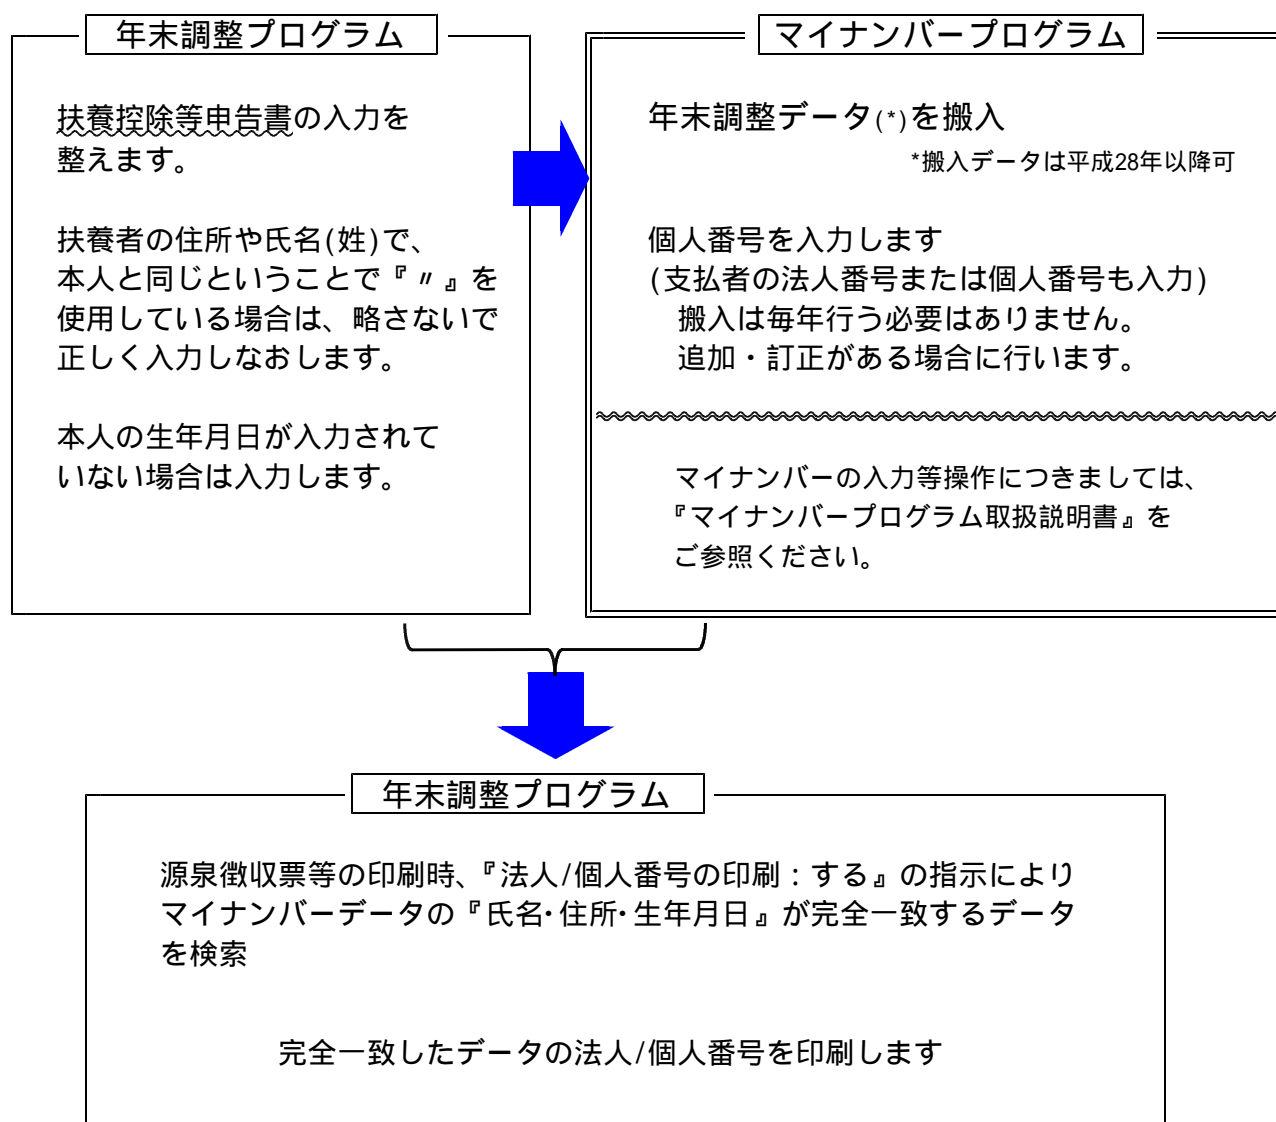 年末調整プログラム
扶養控除等申告書の入力を
整えます。
扶養者の住所や氏名(姓)で、
本人と同じということで『〃』を
使用している場合は、略さないで
正しく入力しなおします。
本人の生年月日が入力されて
いない場合は入力します。
マイナンバープログラム
年末調整データ(*)を搬入
*搬入データは平成28年以降可
個人番号を入力します
(支払者の法人番号または個人番号も入力)
搬入は毎年行う必要はありません。
追加・訂正がある場合に行います。
マイナンバーの入力等操作につきましては、
『マイナンバープログラム取扱説明書』を
ご参照ください。
年末調整プログラム
源泉徴収票等の印刷時、『法人/個人番号の印刷：する』の指示により
マイナンバーデータの『氏名・住所・生年月日』が完全一致するデータ
を検索
完全一致したデータの法人/個人番号を印刷します